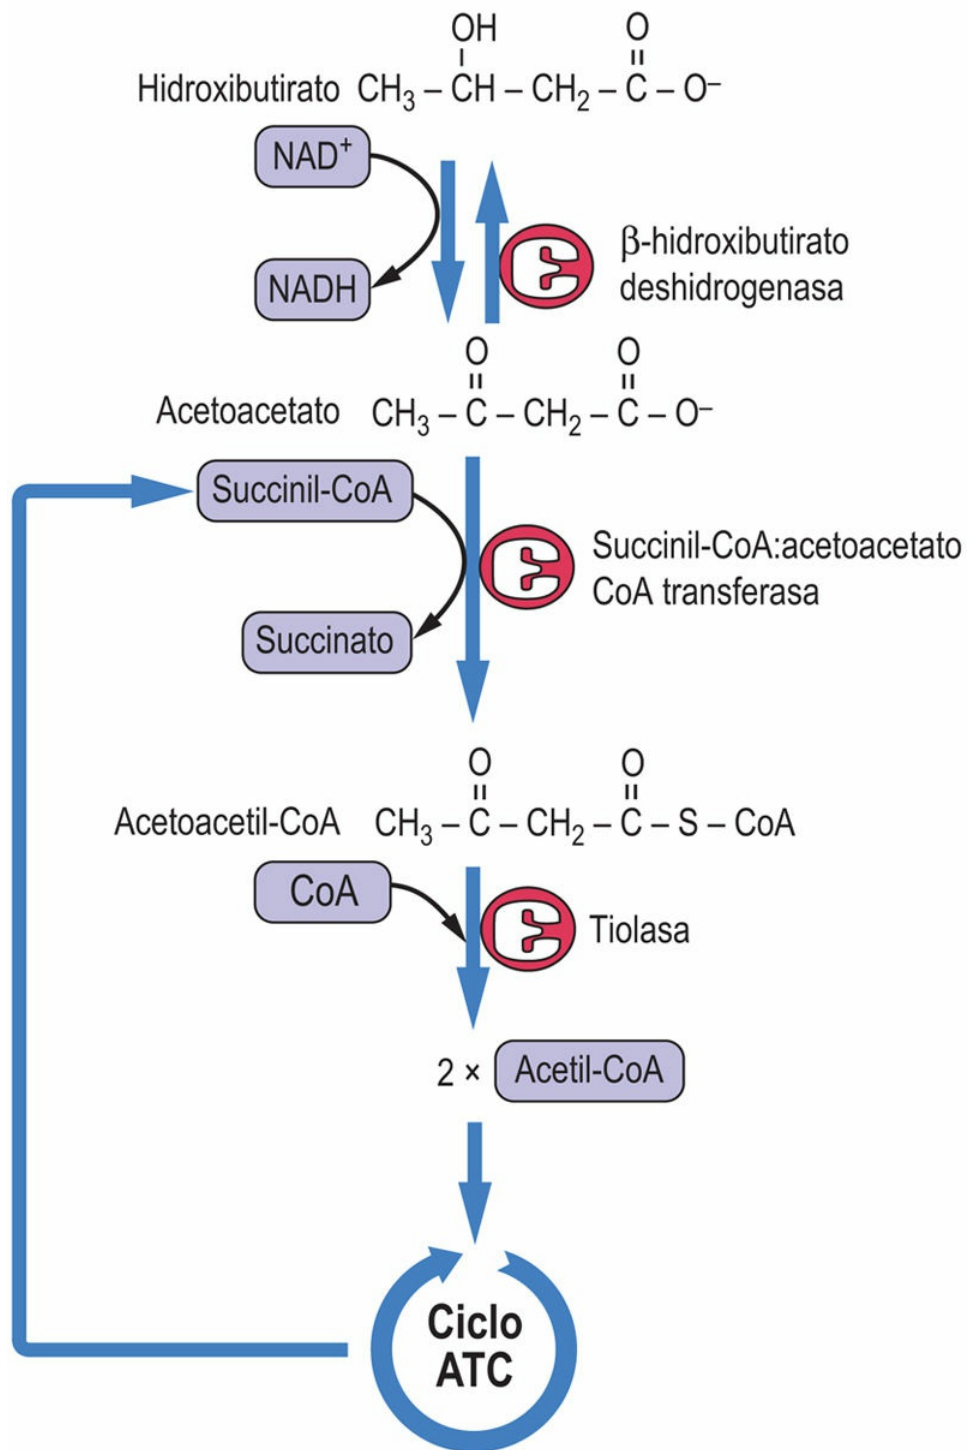 OH
O
Hidroxibutirato CH₃ – CH – CH₂ – C – O–
NAD⁺
NADH
β-hidroxibutirato
deshidrogenasa
O
O
Acetoacetato CH₃ – C – CH₂ – C – O–
Succinil-CoA
Succinil-CoA:acetoacetato
CoA transferasa
Succinato
O
O
Acetoacetil-CoA CH₃ – C – CH₂ – C – S – CoA
CoA
Tiolasa
2 × Acetil-CoA
Ciclo
ATC